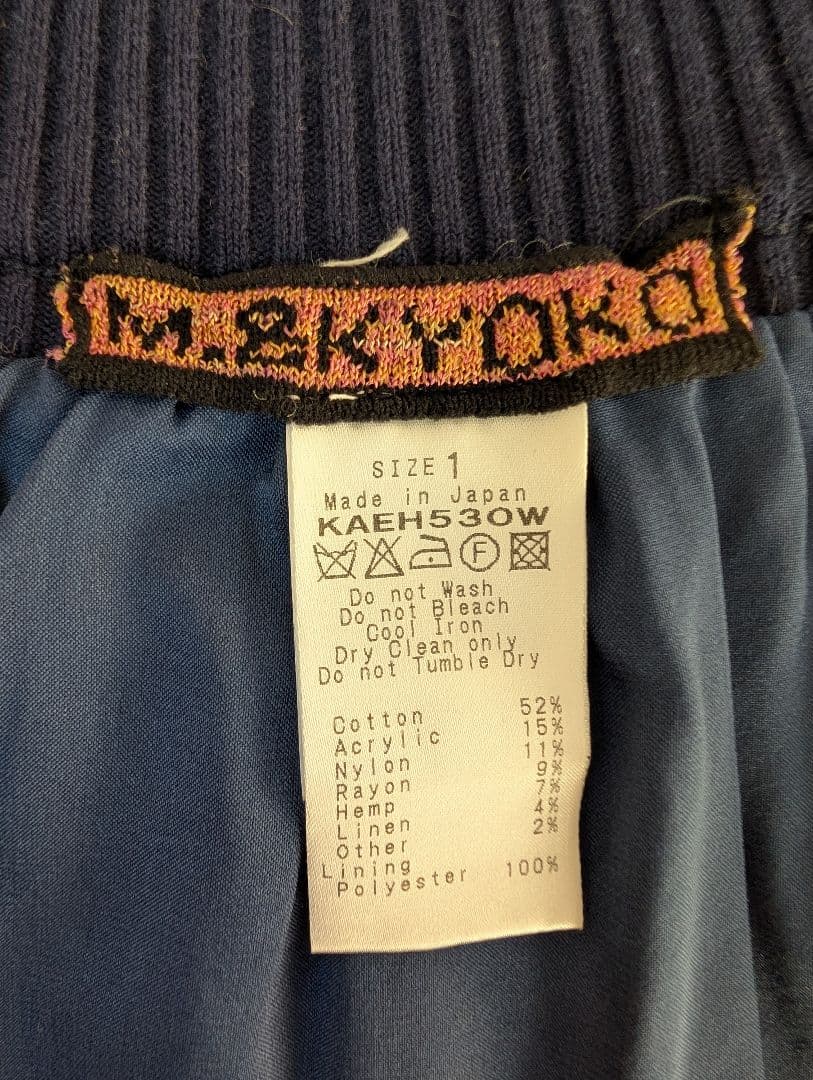 M.&KYOKO
SIZE 1
Made in Japan
KAEH530W
F
Do not Wash
Do not Bleach
Cool Iron
Dry Clean only
Do not Tumble Dry
Cotton 52%
Acrylic 15%
Nylon 11%
Rayon 9%
Hemp 7%
Linen 4%
Other 2%
Lining
Polyester 100%